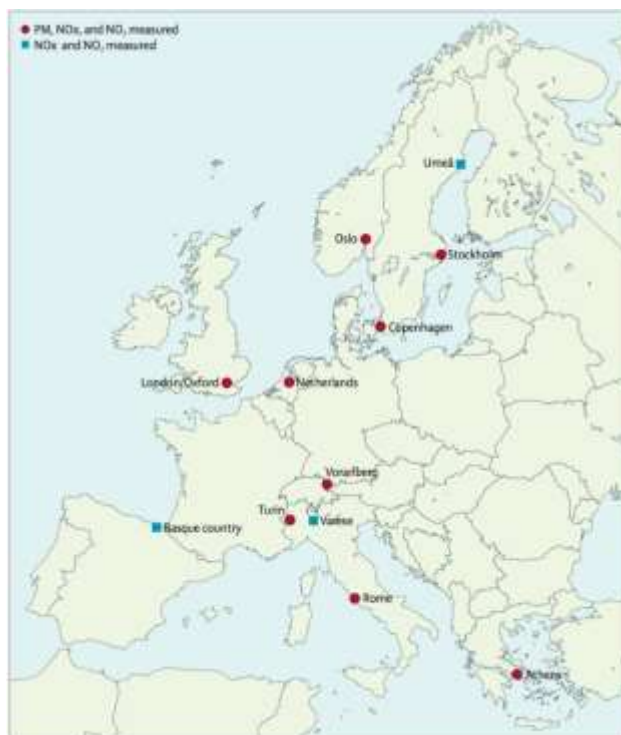 PM, NOx, and NO₂ measured
NOx and NO₂ measured
Umeå
Oslo
Stockholm
Copenhagen
London/Oxford
Netherlands
Vorarlberg
Turin
Varese
Basque country
Rome
Athens